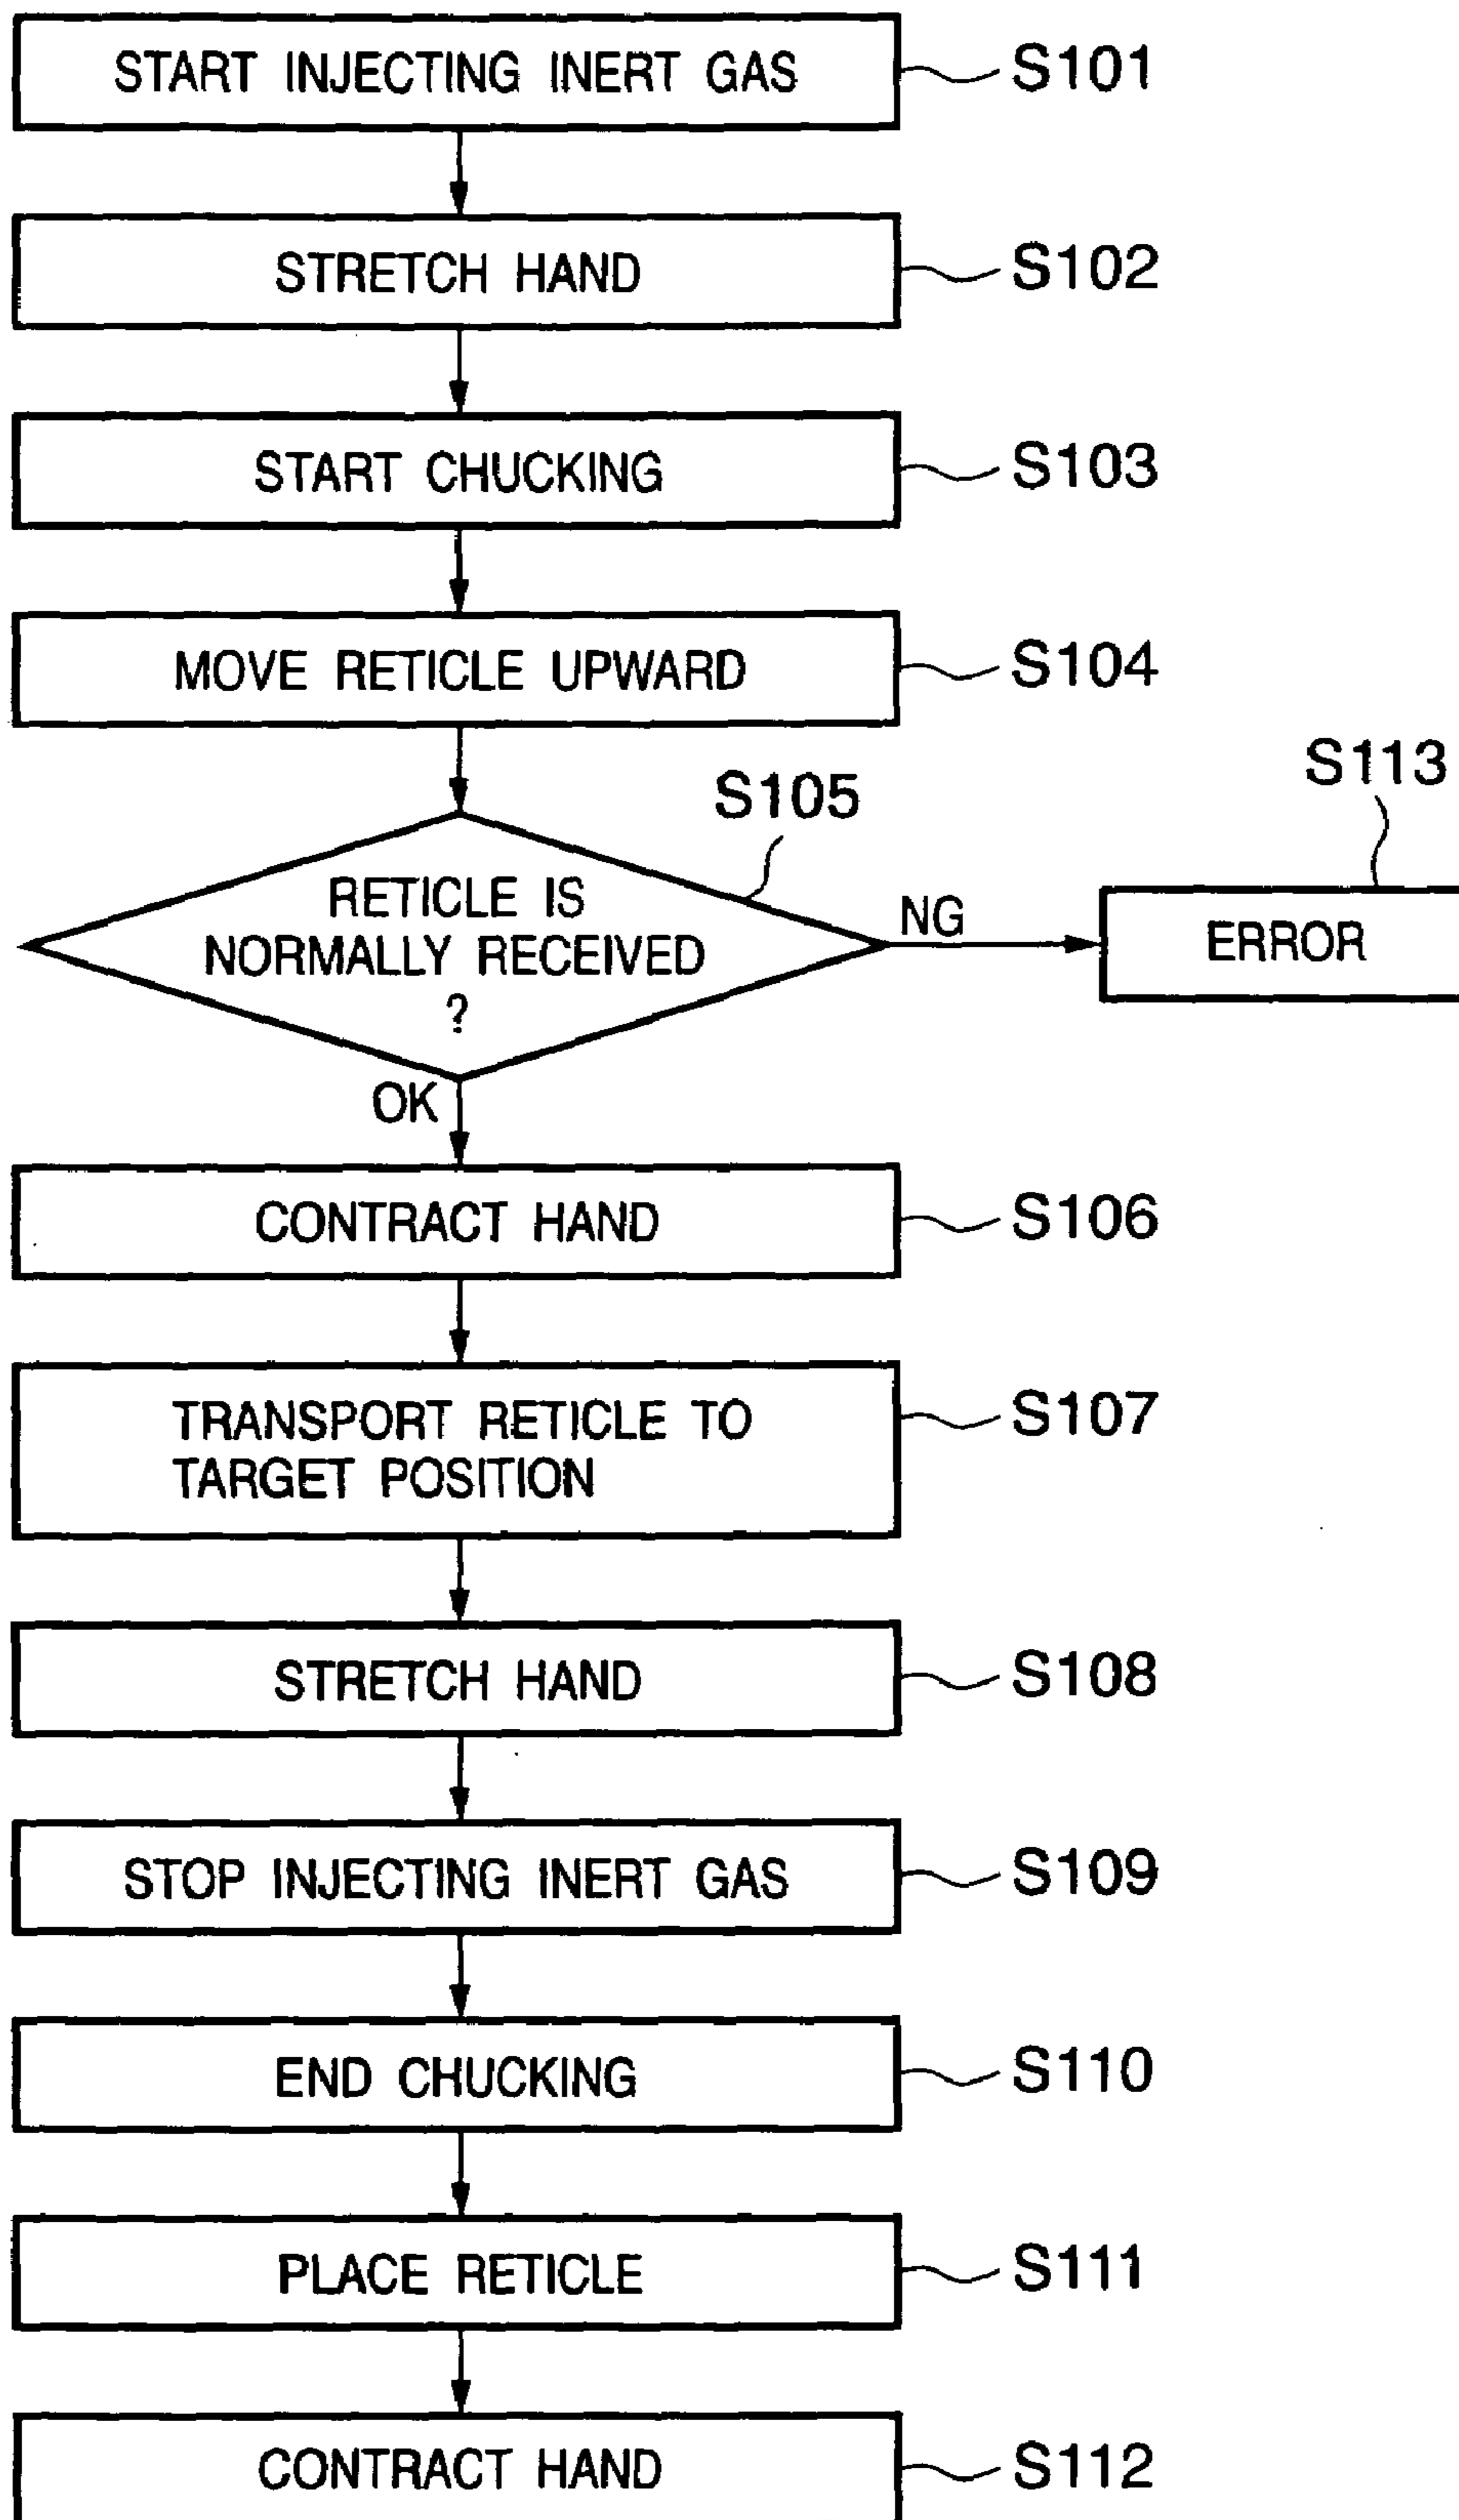 START INJECTING INERT GAS
S101
STRETCH HAND
S102
START CHUCKING
S103
MOVE RETICLE UPWARD
S104
S105
S113
RETICLE IS
NORMALLY RECEIVED
?
NG
ERROR
OK
CONTRACT HAND
S106
TRANSPORT RETICLE TO
TARGET POSITION
S107
STRETCH HAND
S108
STOP INJECTING INERT GAS
S109
END CHUCKING
S110
PLACE RETICLE
S111
CONTRACT HAND
S112